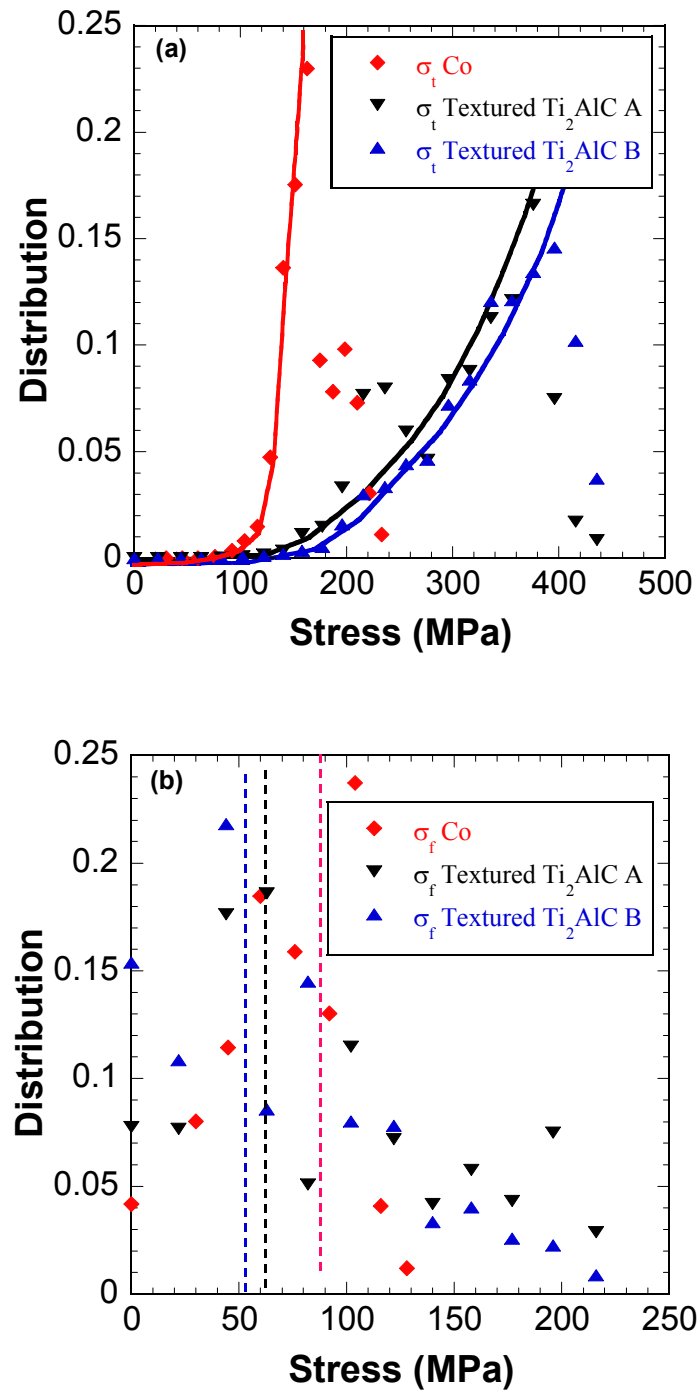 (a)
σt Co
σt Textured Ti2AlC A
σt Textured Ti2AlC B
0.25
0.2
0.15
0.1
0.05
0
Distribution
0 100 200 300 400 500
Stress (MPa)
(b)
σf Co
σf Textured Ti2AlC A
σf Textured Ti2AlC B
0.25
0.2
0.15
0.1
0.05
0
Distribution
0 50 100 150 200 250
Stress (MPa)